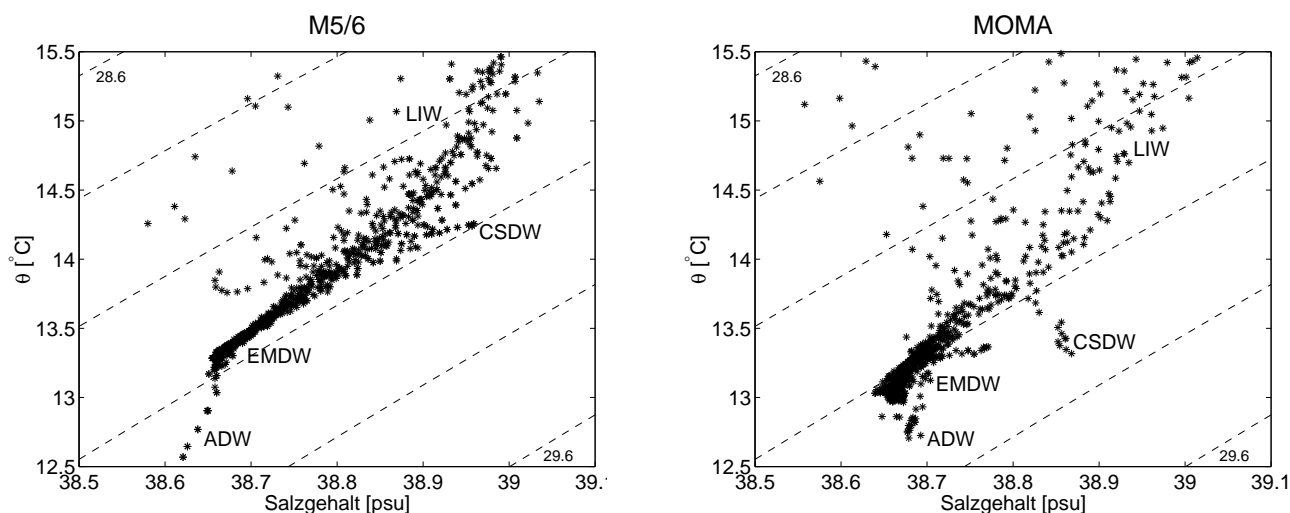 M5/6
15.5
15
14.5
14
13.5
13
12.5
θ [°C]
38.5
38.6
38.7
38.8
38.9
39
39.1
Salzgehalt [psu]
28.6
LIW
CSDW
EMDW
ADW
29.6
MOMA
15.5
15
14.5
14
13.5
13
12.5
θ [°C]
38.5
38.6
38.7
38.8
38.9
39
39.1
Salzgehalt [psu]
28.6
LIW
CSDW
EMDW
ADW
29.6